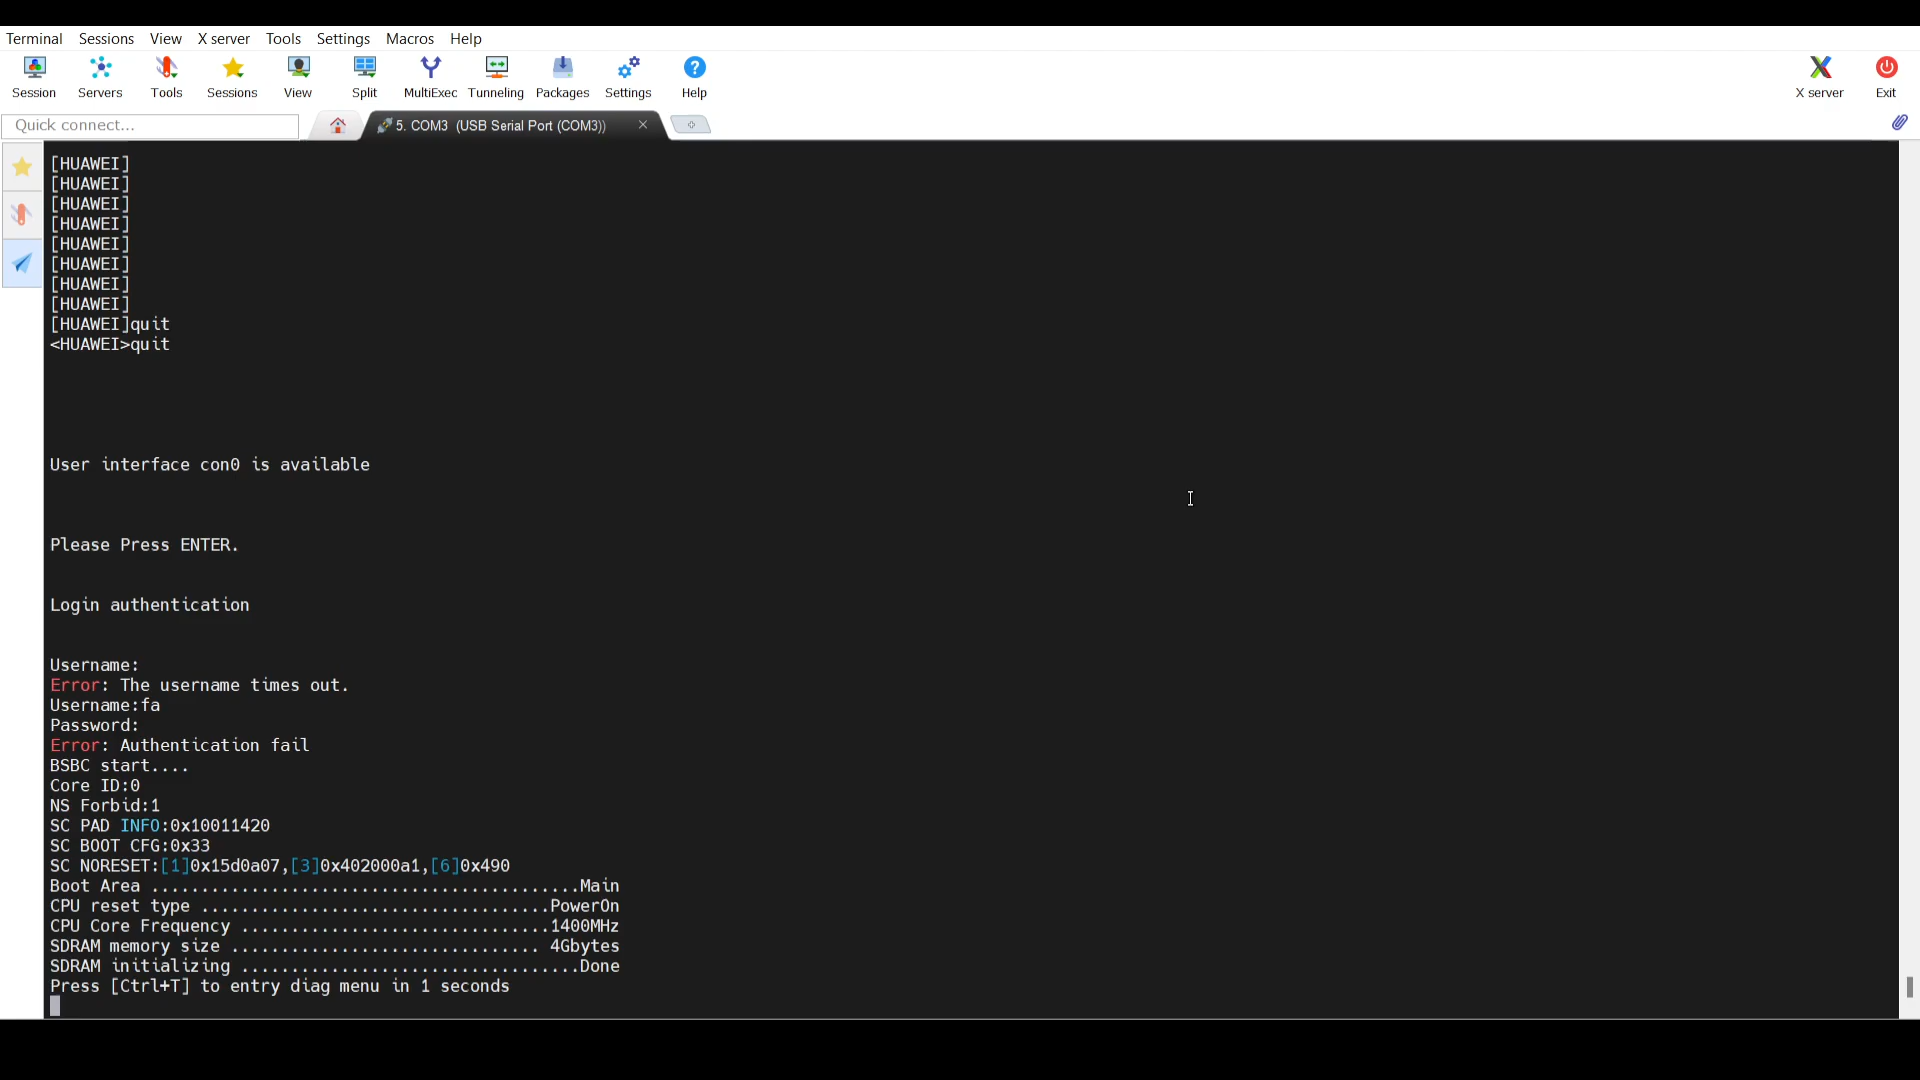 Terminal Sessions View X server Tools Settings Macros Help
Session Servers Tools Sessions View Split MultiExec Tunneling Packages Settings Help X server Exit
Quick connect... 5. COM3 (USB Serial Port (COM3))
[HUAWEI]
[HUAWEI]
[HUAWEI]
[HUAWEI]
[HUAWEI]
[HUAWEI]
[HUAWEI]
[HUAWEI]
[HUAWEI]quit
<HUAWEI>quit
User interface con0 is available
Please Press ENTER.
Login authentication
Username:
Error: The username times out.
Username:fa
Password:
Error: Authentication fail
BSBC start....
Core ID:0
NS Forbid:1
SC PAD INFO:0x10011420
SC BOOT CFG:0x33
SC NORESET:[1]0x15d0a07,[3]0x402000a1,[6]0x490
Boot Area ...........................................Main
CPU reset type ...................................PowerOn
CPU Core Frequency ...............................1400MHz
SDRAM memory size ............................... 4Gbytes
SDRAM initializing ..................................Done
Press [Ctrl+T] to entry diag menu in 1 seconds